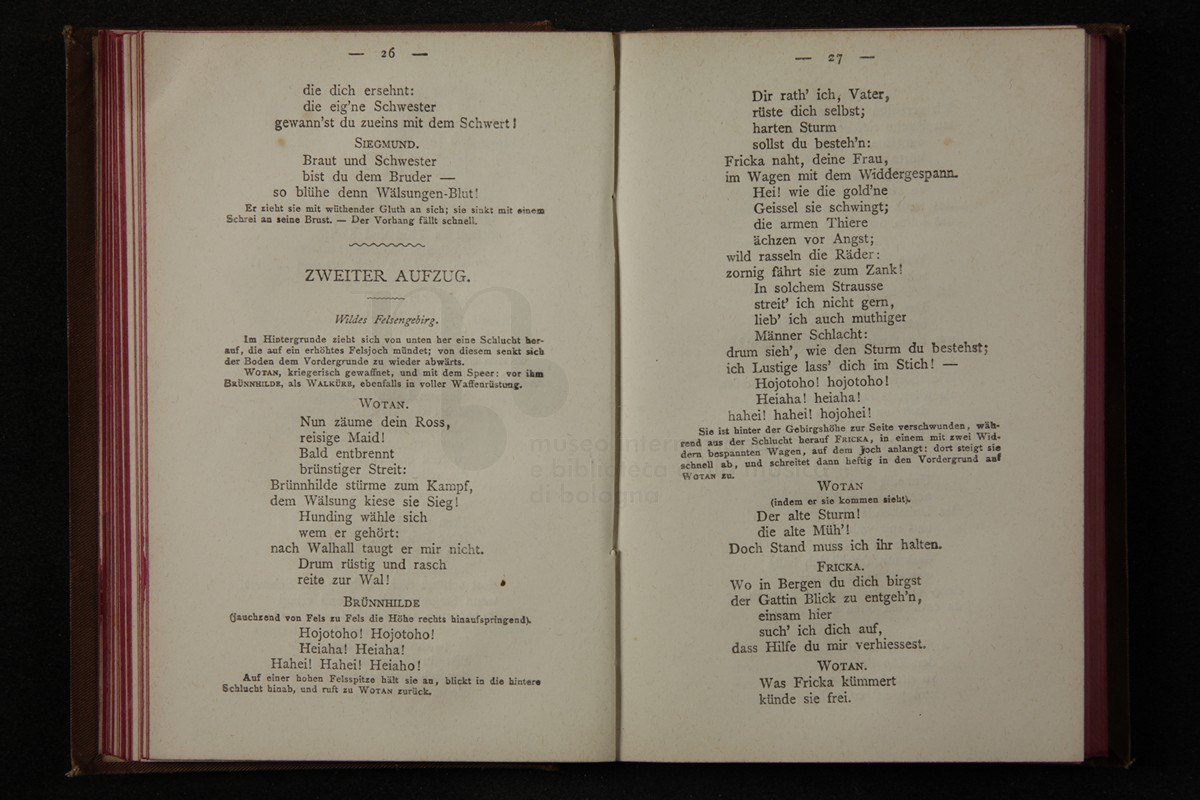 — 26 —
die dich ersehnt:
die eig'ne Schwester
gewann'st du zueins mit dem Schwert!
SIEGMUND.
Braut und Schwester
bist du dem Bruder —
so blühe denn Wälsungen-Blut!
Er zieht sie mit wüthender Gluth an sich; sie sinkt mit einem
Schrei an seine Brust. — Der Vorhang fällt schnell.
ZWEITER AUFZUG.
Wildes Felsengebirg.
Im Hintergrunde zieht sich von unten her eine Schlucht her-
auf, die auf ein erhöhtes Felsjoch mündet; von diesem senkt sich
der Boden dem Vordergrunde zu wieder abwärts.
WOTAN, kriegerisch gewaffnet, und mit dem Speer: vor ihm
BRÜNNHILDE, als WALKÜRE, ebenfalls in voller Waffenrüstung.
WOTAN.
Nun zäume dein Ross,
reisige Maid!
Bald entbrennt
brünstiger Streit:
Brünnhilde stürme zum Kampf,
dem Wälsung kiese sie Sieg!
Hunding wähle sich
wem er gehört:
nach Walhall taugt er mir nicht.
Drum rüstig und rasch
reite zur Wal!
BRÜNNHILDE
(jauchzend von Fels zu Fels die Höhe rechts hinaufspringend).
Hojotoho! Hojotoho!
Heiaha! Heiaha!
Hahei! Hahei! Heiaho!
Auf einer hohen Felsspitze hält sie an, blickt in die hintere
Schlucht hinab, und ruft zu WOTAN zurück.
— 27 —
Dir rath' ich, Vater,
rüste dich selbst;
harten Sturm
sollst du besteh'n:
Fricka naht, deine Frau,
im Wagen mit dem Widdergespann.
Hei! wie die gold'ne
Geissel sie schwingt;
die armen Thiere
ächzen vor Angst;
wild rasseln die Räder:
zornig fährt sie zum Zank!
In solchem Strausse
streit' ich nicht gern,
lieb' ich auch muthiger
Männer Schlacht:
drum sieh', wie den Sturm du bestehst;
ich Lustige lass' dich im Stich! —
Hojotoho! hojotoho!
Heiaha! heiaha!
hahei! hahei! hojohei!
Sie ist hinter der Gebirgshöhe zur Seite verschwunden, wäh-
rend aus der Schlucht herauf FRICKA, in einem mit zwei Wid-
dern bespannten Wagen, auf dem Joch anlangt: dort steigt sie
schnell ab, und schreitet dann heftig in den Vordergrund auf
WOTAN zu.
WOTAN
(indem er sie kommen sieht).
Der alte Sturm!
die alte Müh'!
Doch Stand muss ich ihr halten.
FRICKA.
Wo in Bergen du dich birgst
der Gattin Blick zu entgeh'n,
einsam hier
such' ich dich auf,
dass Hilfe du mir verhiessest.
WOTAN.
Was Fricka kümmert
künde sie frei.
museo inter
e biblioteca
di bologna